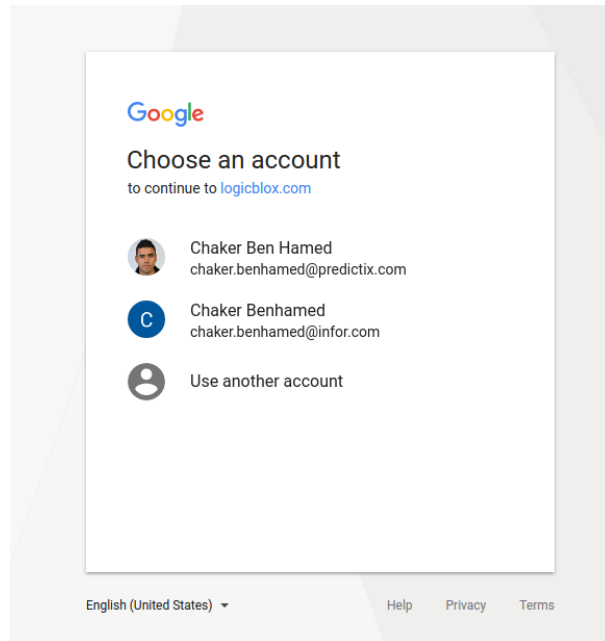 Google
Choose an account
to continue to logicblox.com
Chaker Ben Hamed
chaker.benhamed@predictix.com
C
Chaker Benhamed
chaker.benhamed@infor.com
Use another account
English (United States)
Help Privacy Terms